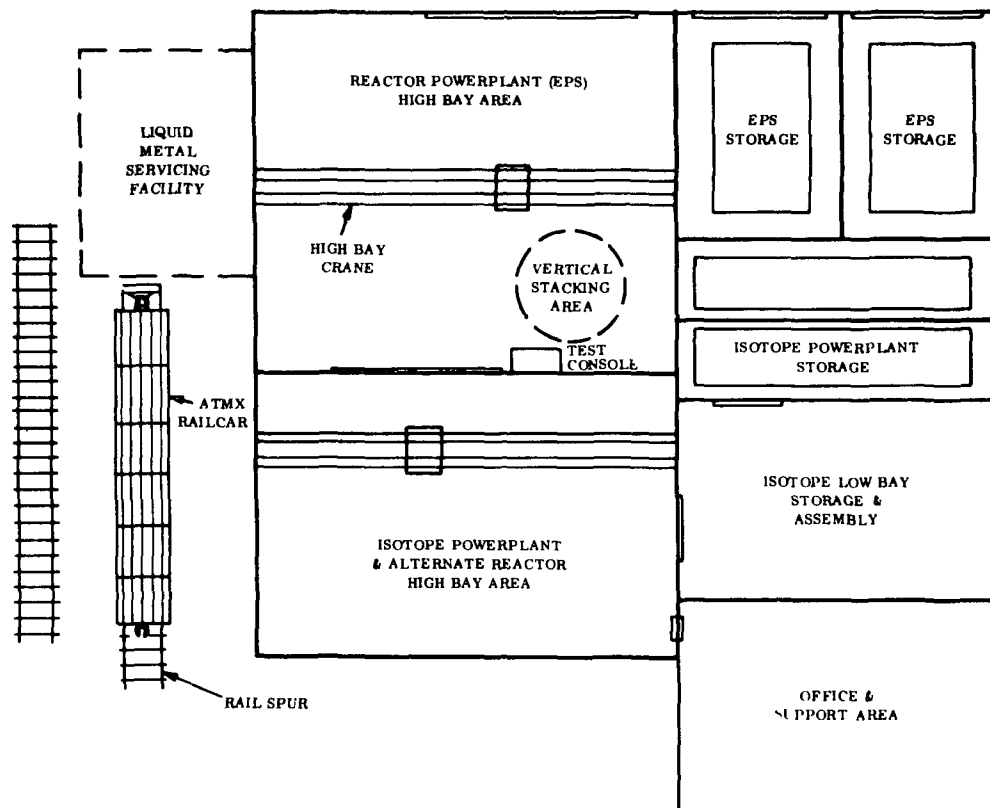 REACTOR POWERPLANT (EPS)
HIGH BAY AREA
EPS
STORAGE
EPS
STORAGE
LIQUID
METAL
SERVICING
FACILITY
HIGH BAY
CRANE
VERTICAL
STACKING
AREA
TEST
CONSOLE
ISOTOPE POWERPLANT
STORAGE
ATMX
RAILCAR
ISOTOPE LOW BAY
STORAGE &
ASSEMBLY
ISOTOPE POWERPLANT
& ALTERNATE REACTOR
HIGH BAY AREA
RAIL SPUR
OFFICE &
SUPPORT AREA